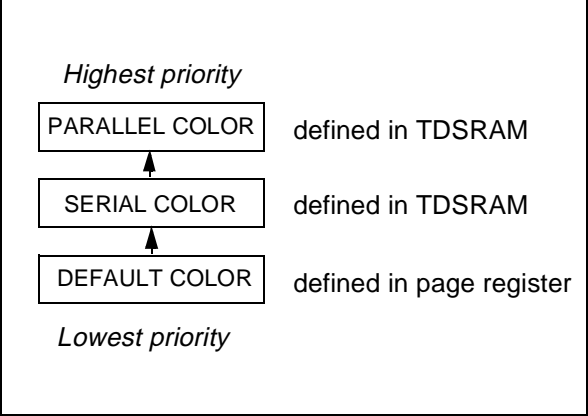 Highest priority
PARALLEL COLOR defined in TDSRAM
SERIAL COLOR defined in TDSRAM
DEFAULT COLOR defined in page register
Lowest priority